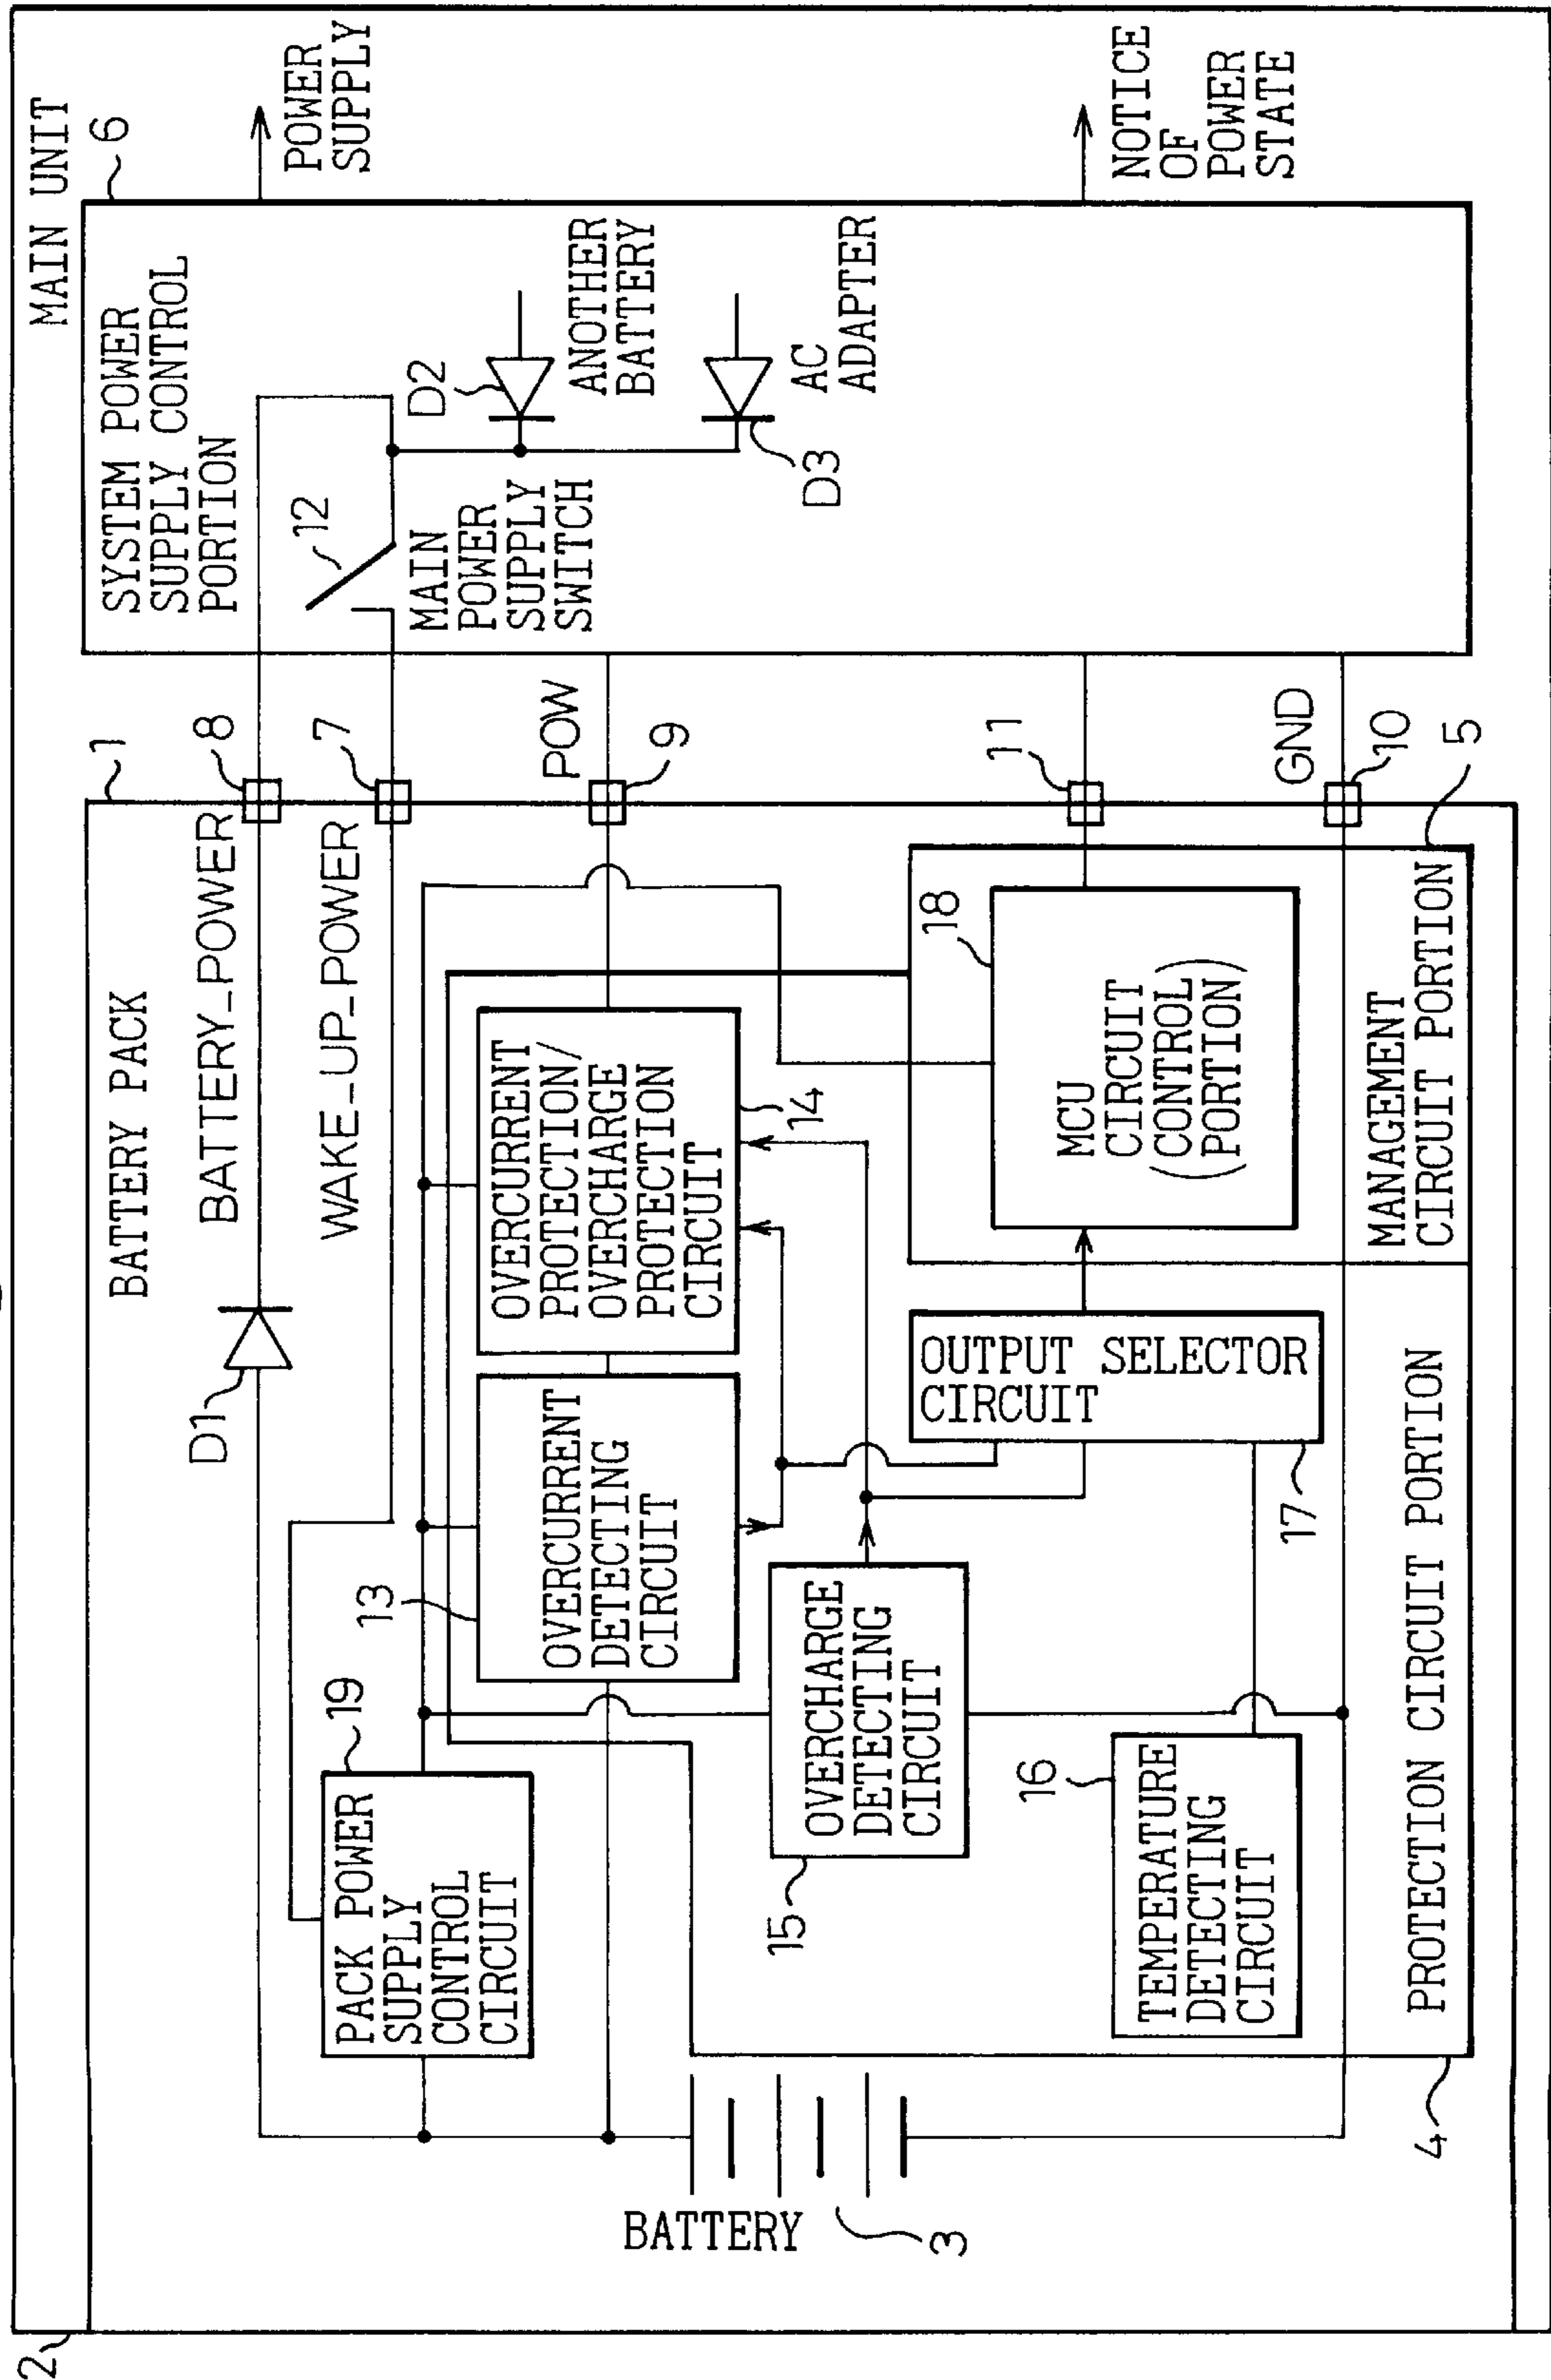 2
MAIN UNIT
1
BATTERY PACK
BATTERY_POWER
8
WAKE_UP_POWER
7
D1
SYSTEM POWER
SUPPLY CONTROL
PORTION
6
POWER
SUPPLY
12
MAIN
POWER
SUPPLY
SWITCH
D2
ANOTHER
BATTERY
D3
AC
ADAPTER
19
PACK POWER
SUPPLY
CONTROL
CIRCUIT
13
OVERCURRENT
DETECTING
CIRCUIT
OVERCURRENT
PROTECTION/
OVERCHARGE
PROTECTION
CIRCUIT
14
POW
9
BATTERY
3
15
OVERCHARGE
DETECTING
CIRCUIT
16
TEMPERATURE
DETECTING
CIRCUIT
OUTPUT SELECTOR
CIRCUIT
17
18
MCU
CIRCUIT
(CONTROL
PORTION)
11
NOTICE
OF
POWER
STATE
GND
10
MANAGEMENT
CIRCUIT PORTION
5
PROTECTION CIRCUIT PORTION
4